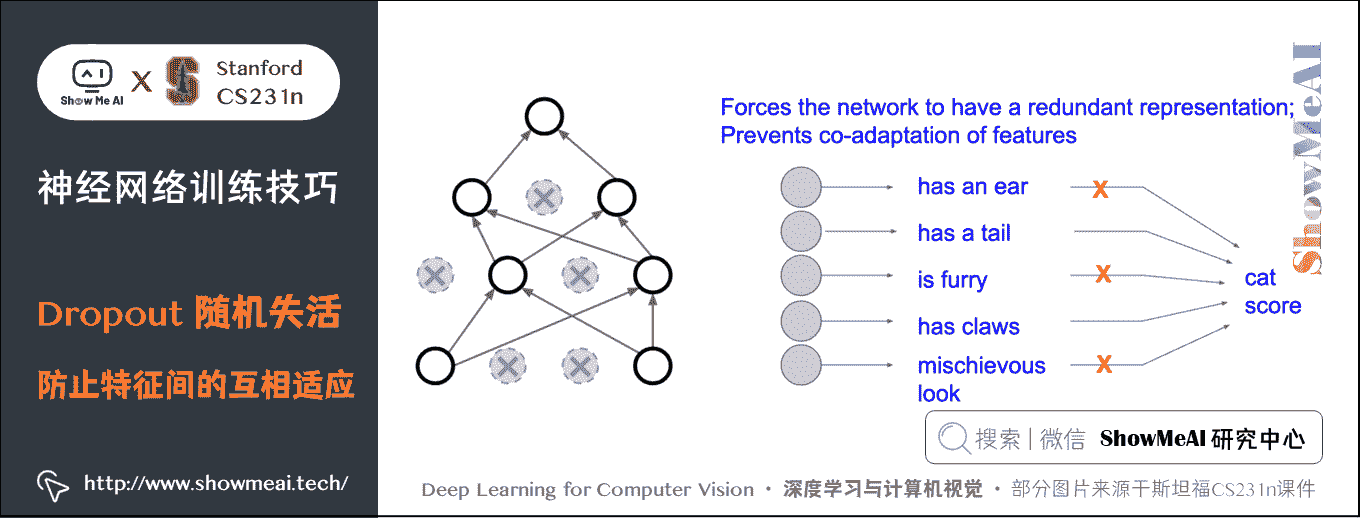 Show Me AI
X
Stanford
CS231n
神经网络训练技巧
Dropout 随机失活
防止特征间的互相适应
http://www.showmeai.tech/
Forces the network to have a redundant representation;
Prevents co-adaptation of features
has an ear
X
has a tail
is furry
X
has claws
mischievous
look
X
cat
score
ShowMeAI
搜索 | 微信 ShowMeAI 研究中心
Deep Learning for Computer Vision · 深度学习与计算机视觉 · 部分图片来源于斯坦福CS231n课件